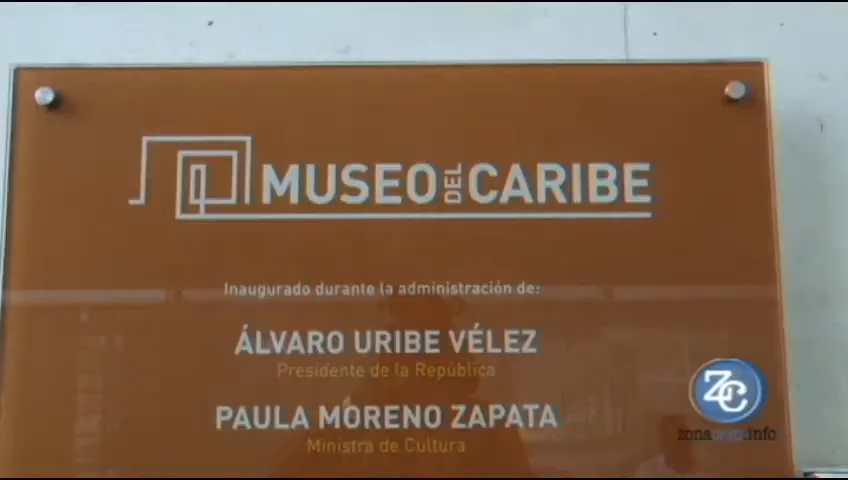 MUSEO DEL CARIBE
Inaugurado durante la administración de:
ÁLVARO URIBE VÉLEZ
Presidente de la República
PAULA MORENO ZAPATA
Ministra de Cultura
ZC